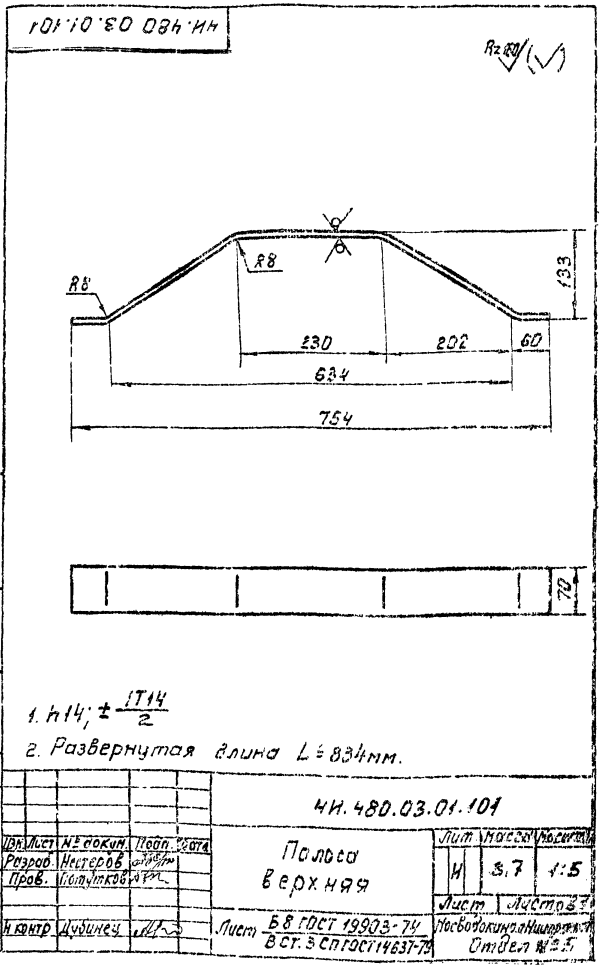 4И.480.03.01.101
Rz 80 (√)
R8
R8
133
230
202
60
634
754
70
1. h14; ± IT14/2
2. Развернутая длина L = 834мм.
4И.480.03.01.101
Изм. Лист № докум. Подп. Дата
Разраб. Нестеров
Пров.
Н контр Дубинец
Полоса
верхняя
Лит. Масса Масштаб
И 3,7 1:5
Лист Листов
Лист Б 8 ГОСТ 19903-74
В СТ. 3 СП ГОСТ 14637-79
Отдел №